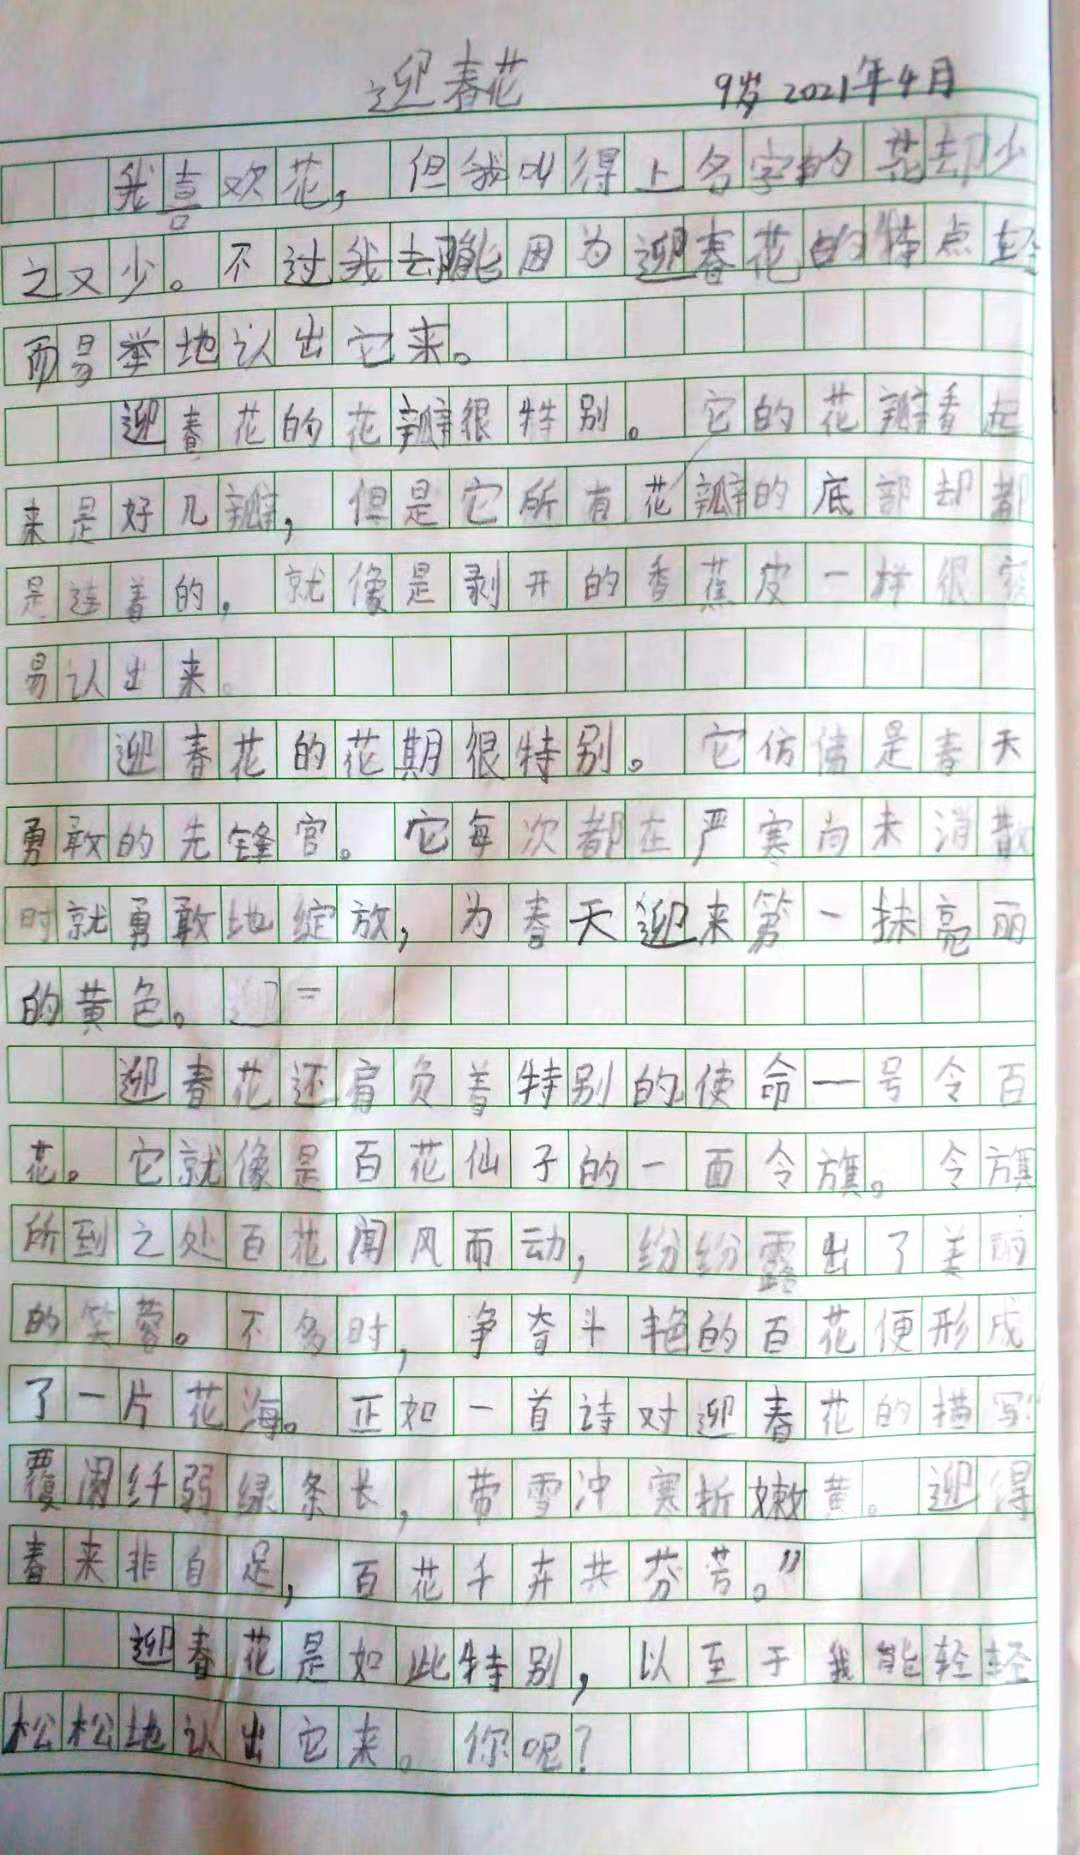 迎春花 9岁 2021年4月
我喜欢花，但我叫得上名字的花却少
之又少。不过我去能因为迎春花的特点轻
而易举地认出它来。
迎春花的花瓣很特别。它的花瓣看起
来是好几瓣，但是它所有花瓣的底部却都
是连着的，就像是剥开的香蕉皮一样很容
易认出来。
迎春花的花期很特别。它仿佛是春天
勇敢的先锋官。它每次都在严寒尚未消散
时就勇敢地绽放，为春天迎来第一抹亮丽
的黄色。
迎春花还肩负着特别的使命一号令百
花。它就像是百花仙子的一面令旗。令旗
所到之处百花闻风而动，纷纷露出了美丽
的笑容。不多时，争奇斗艳的百花便形成
了一片花海。正如一首诗对迎春花的描写“
覆阑纤弱绿条长，带雪冲寒折嫩黄。迎得
春来非自足，百花千卉共芬芳。”
迎春花是如此特别，以至于我能轻轻
松松地认出它来。你呢？